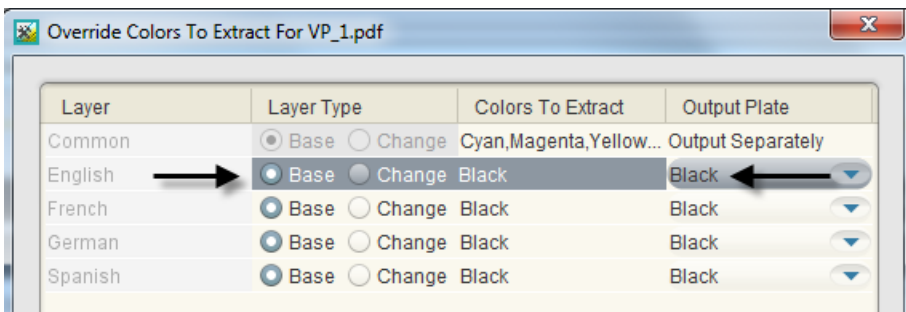 Override Colors To Extract For VP_1.pdf
Layer Layer Type Colors To Extract Output Plate
Common Base Change Cyan,Magenta,Yellow... Output Separately
English Base Change Black Black
French Base Change Black Black
German Base Change Black Black
Spanish Base Change Black Black